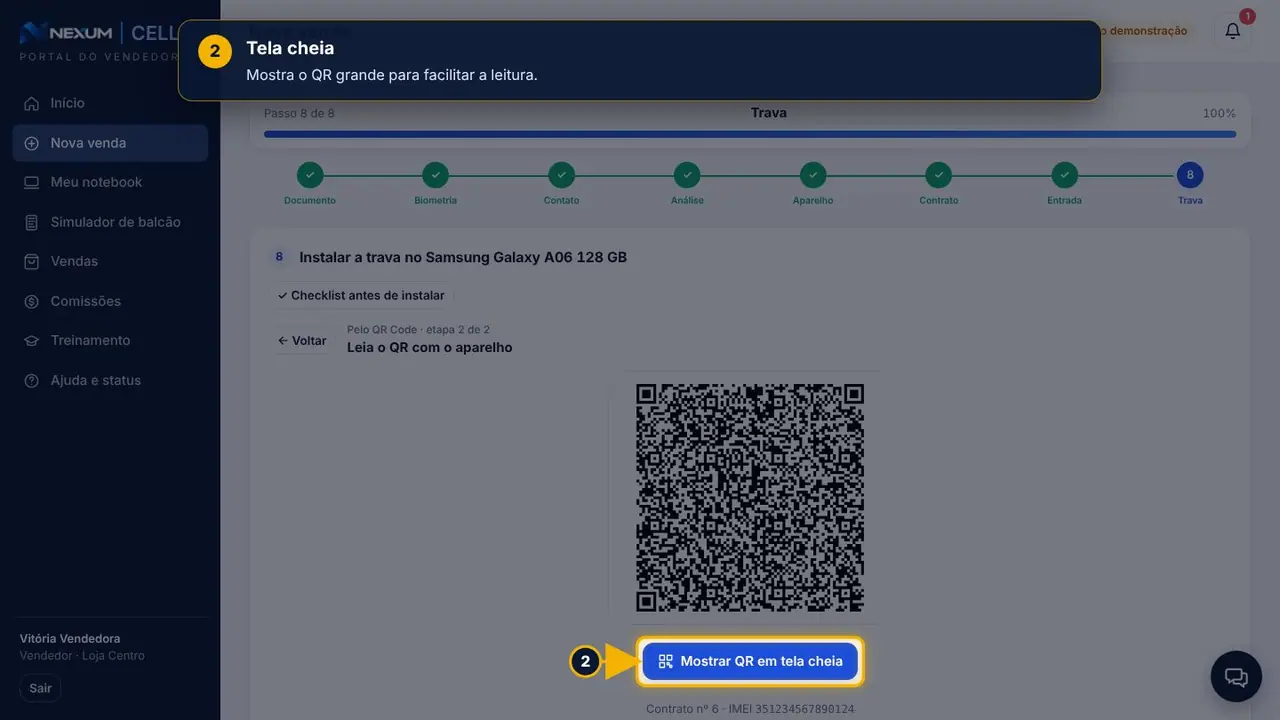 NEXUM | CELL
PORTAL DO VENDEDOR
2
Tela cheia
Mostra o QR grande para facilitar a leitura.
o demonstração
1
Início
Nova venda
Meu notebook
Simulador de balcão
Vendas
Comissões
Treinamento
Ajuda e status
Passo 8 de 8
Trava
100%
8
Documento
Biometria
Contato
Análise
Aparelho
Contrato
Entrada
Trava
8 Instalar a trava no Samsung Galaxy A06 128 GB
✓ Checklist antes de instalar
← Voltar
Pelo QR Code · etapa 2 de 2
Leia o QR com o aparelho
2
Mostrar QR em tela cheia
Contrato nº 6 · IMEI 351234567890124
Vitória Vendedora
Vendedor · Loja Centro
Sair